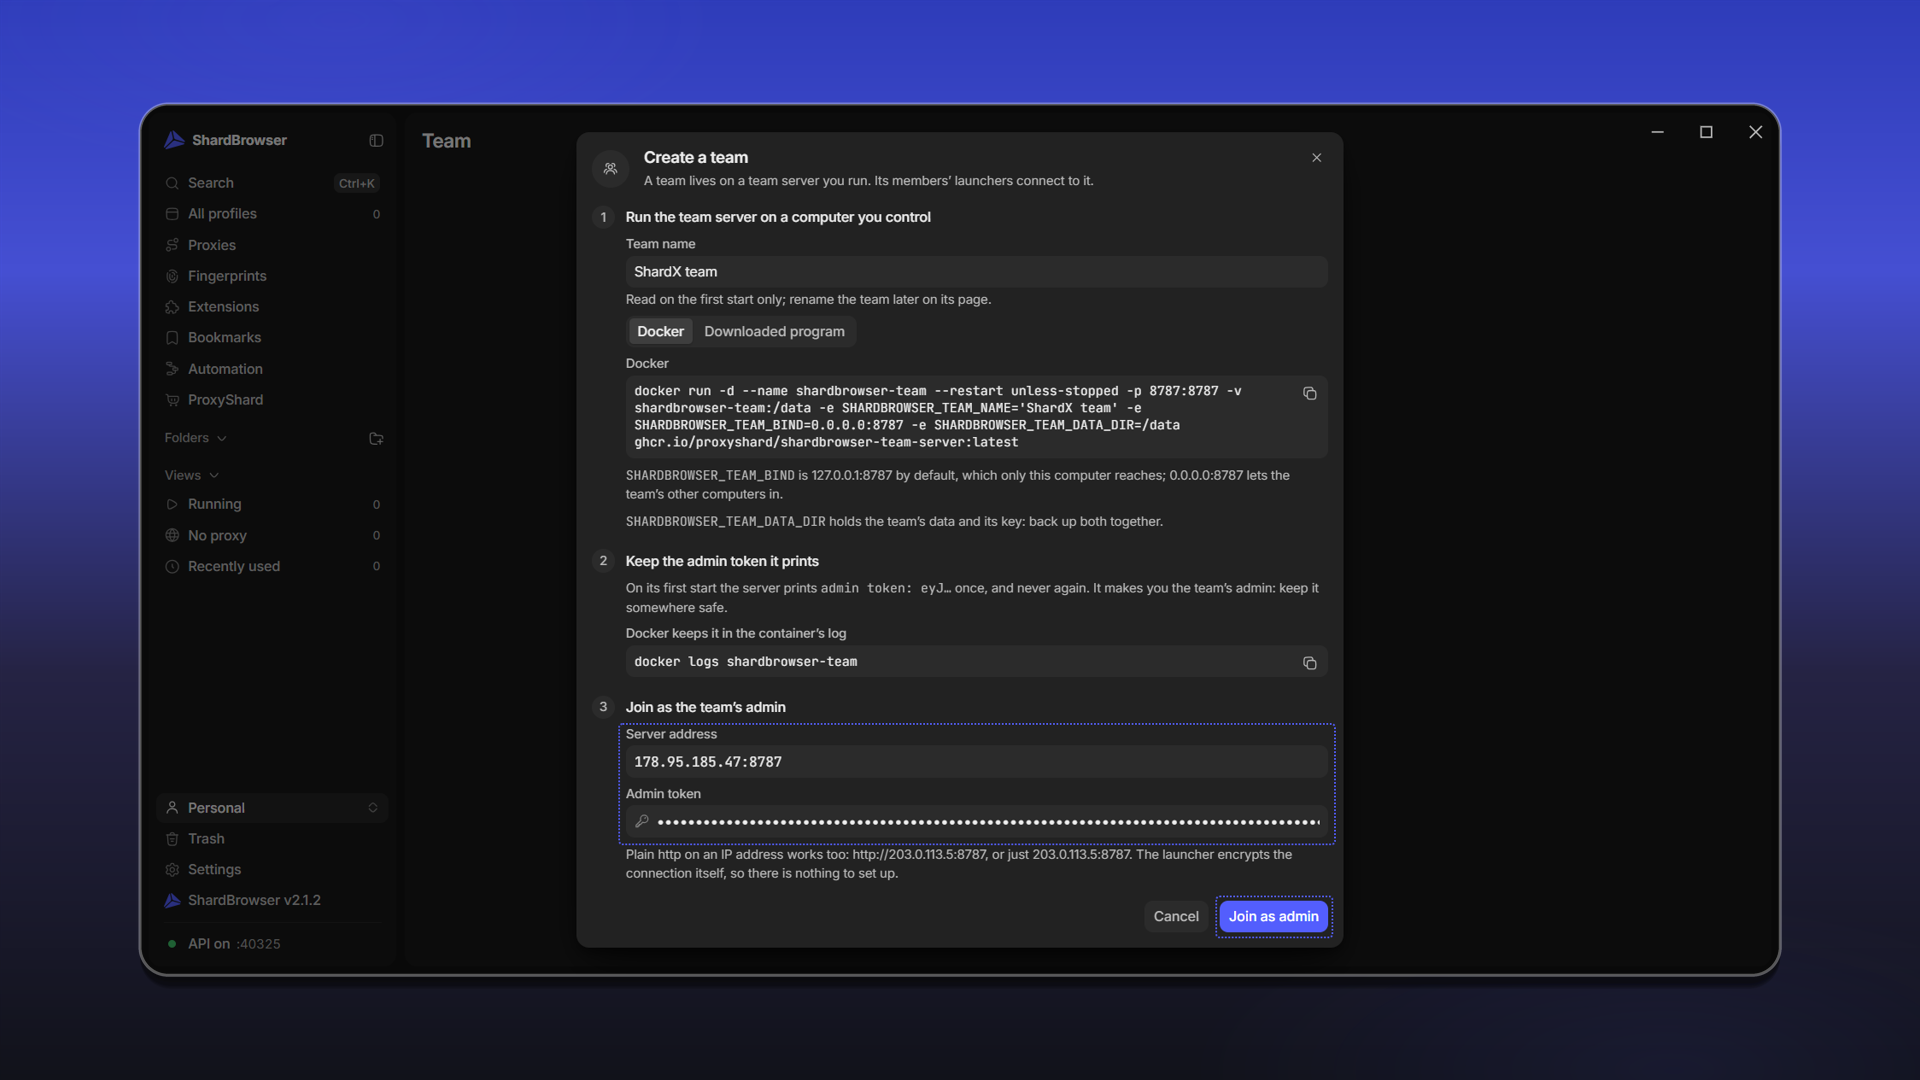 ShardBrowser
Search
Ctrl+K
All profiles
0
Proxies
Fingerprints
Extensions
Bookmarks
Automation
ProxyShard
Folders
Views
Running
0
No proxy
0
Recently used
0
Personal
Trash
Settings
ShardBrowser v2.1.2
API on :40325
Team
Create a team
A team lives on a team server you run. Its members’ launchers connect to it.
1
Run the team server on a computer you control
Team name
ShardX team
Read on the first start only; rename the team later on its page.
Docker
Downloaded program
Docker
docker run -d --name shardbrowser-team --restart unless-stopped -p 8787:8787 -v
shardbrowser-team:/data -e SHARDBROWSER_TEAM_NAME='ShardX team' -e
SHARDBROWSER_TEAM_BIND=0.0.0.0:8787 -e SHARDBROWSER_TEAM_DATA_DIR=/data
ghcr.io/proxyshard/shardbrowser-team-server:latest
SHARDBROWSER_TEAM_BIND is 127.0.0.1:8787 by default, which only this computer reaches; 0.0.0.0:8787 lets the
team’s other computers in.
SHARDBROWSER_TEAM_DATA_DIR holds the team’s data and its key: back up both together.
2
Keep the admin token it prints
On its first start the server prints admin token: eyJ… once, and never again. It makes you the team’s admin: keep it
somewhere safe.
Docker keeps it in the container’s log
docker logs shardbrowser-team
3
Join as the team’s admin
Server address
178.95.185.47:8787
Admin token
Plain http on an IP address works too: http://203.0.113.5:8787, or just 203.0.113.5:8787. The launcher encrypts the
connection itself, so there is nothing to set up.
Cancel
Join as admin